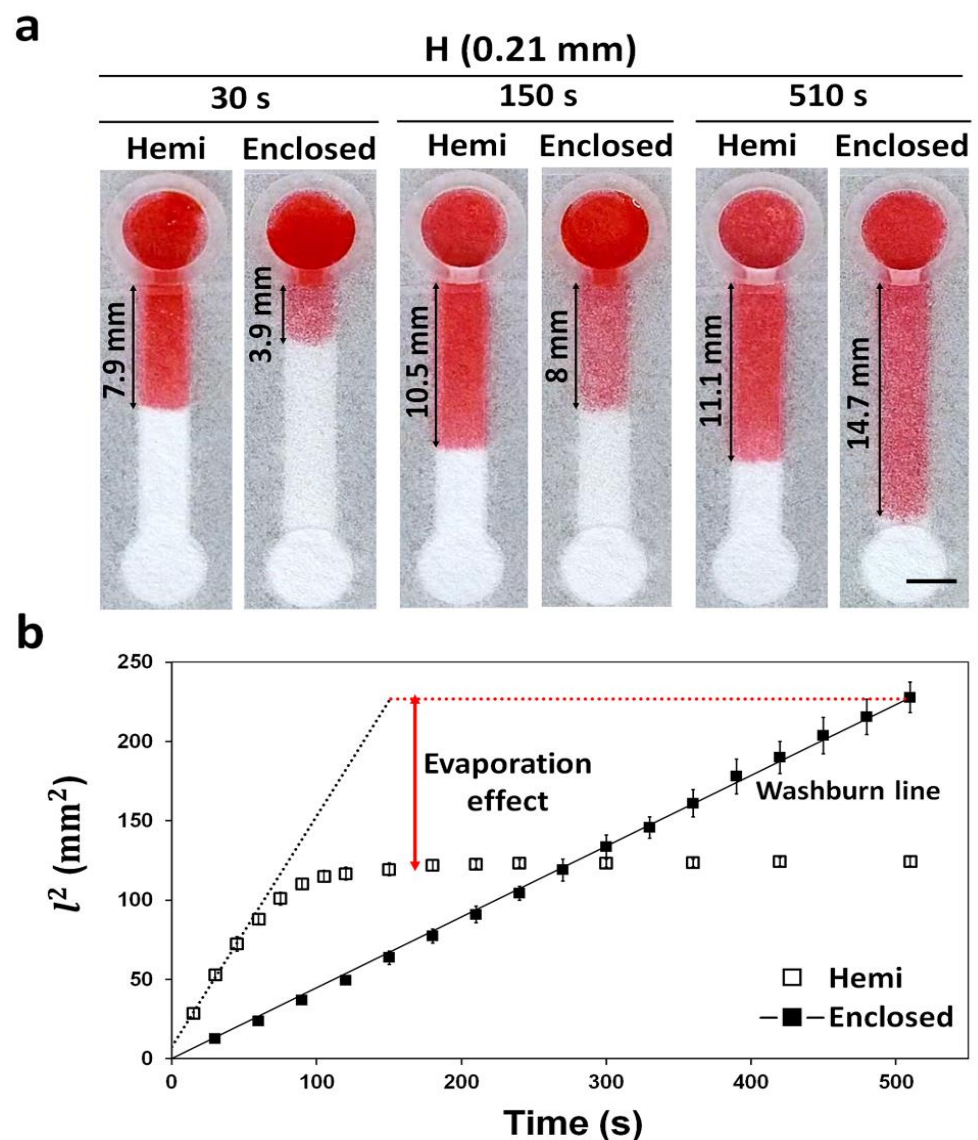 a
H (0.21 mm)
30 s
150 s
510 s
Hemi
Enclosed
Hemi
Enclosed
Hemi
Enclosed
7.9 mm
3.9 mm
10.5 mm
8 mm
11.1 mm
14.7 mm
b
250
200
150
100
50
0
l² (mm²)
Evaporation
effect
Washburn line
Hemi
Enclosed
0
100
200
300
400
500
Time (s)